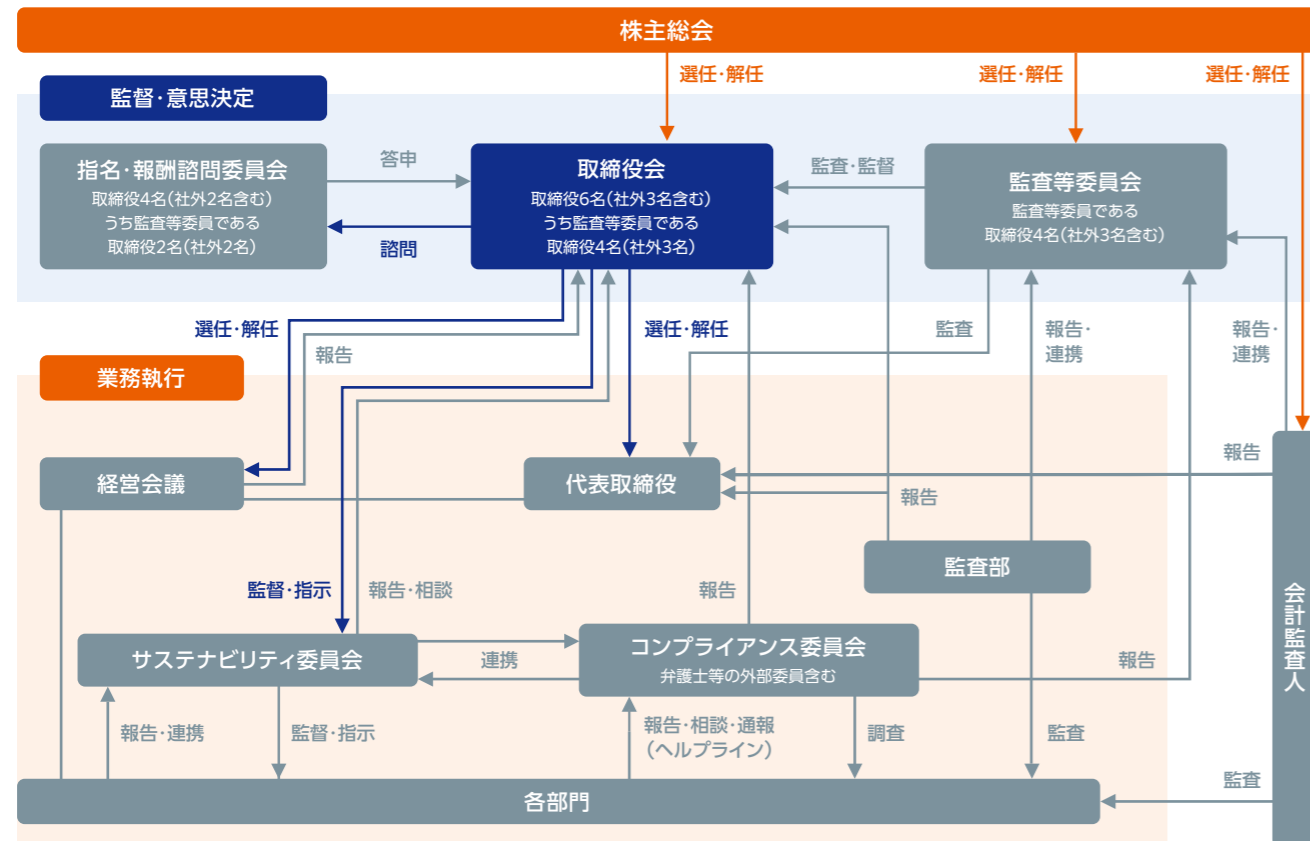 株主総会
選任・解任
選任・解任
選任・解任
監督・意思決定
指名・報酬諮問委員会
取締役4名(社外2名含む)
うち監査等委員である
取締役2名(社外2名)
答申
諮問
取締役会
取締役6名(社外3名含む)
うち監査等委員である
取締役4名(社外3名)
監査・監督
監査等委員会
監査等委員である
取締役4名(社外3名含む)
選任・解任
報告
選任・解任
監査
報告・
連携
報告・
連携
業務執行
経営会議
代表取締役
報告
報告
監査部
監督・指示
報告・相談
報告
サステナビリティ委員会
連携
コンプライアンス委員会
弁護士等の外部委員含む
報告
会計監査人
報告・連携
監督・指示
報告・相談・通報
(ヘルプライン)
調査
監査
監査
各部門